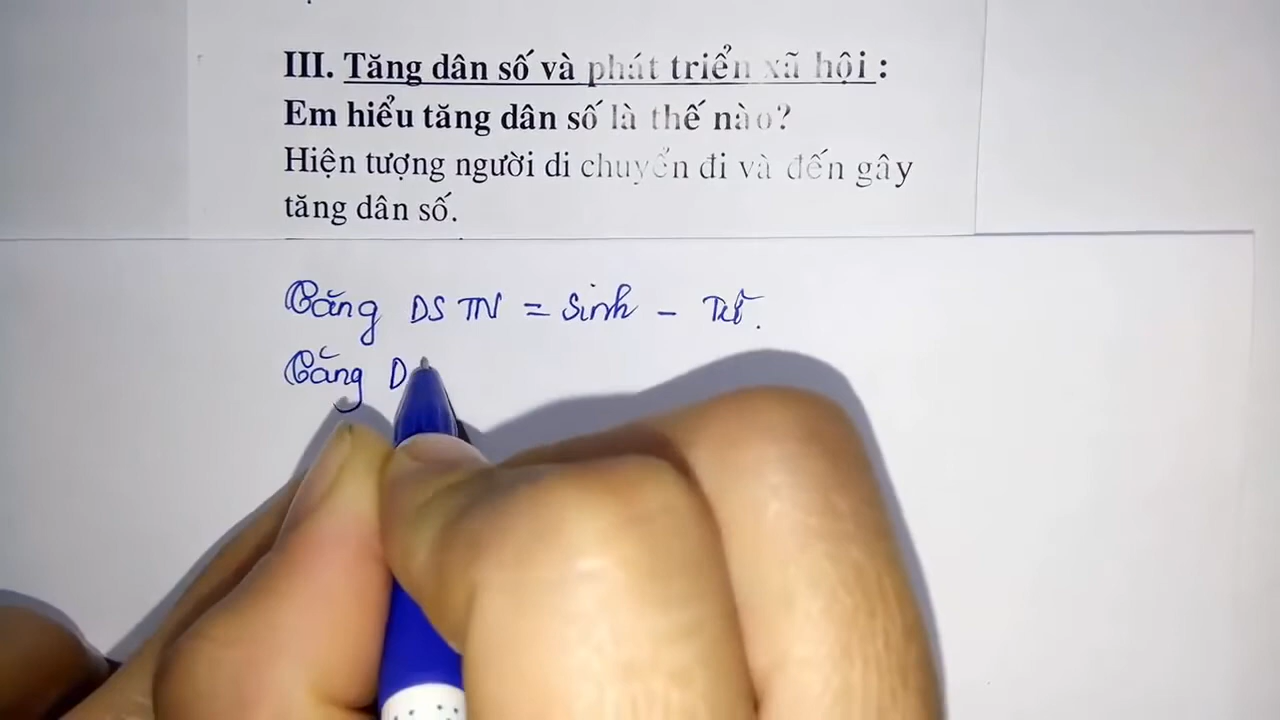 III. Tăng dân số và phát triển xã hội :
Em hiểu tăng dân số là thế nào?
Hiện tượng người di chuyển đi và đến gây
tăng dân số.
Tăng DS TN = Sinh - Tử.
Tăng D